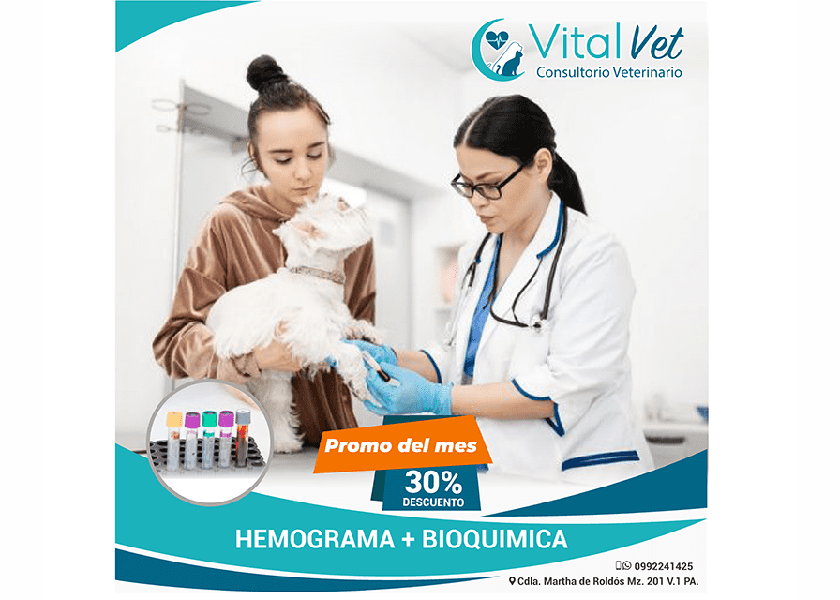 Vital Vet
Consultorio Veterinario
Promo del mes
30%
DESCUENTO
HEMOGRAMA + BIOQUIMICA
0992241425
Cdla. Martha de Roldós Mz. 201 V.1 PA.